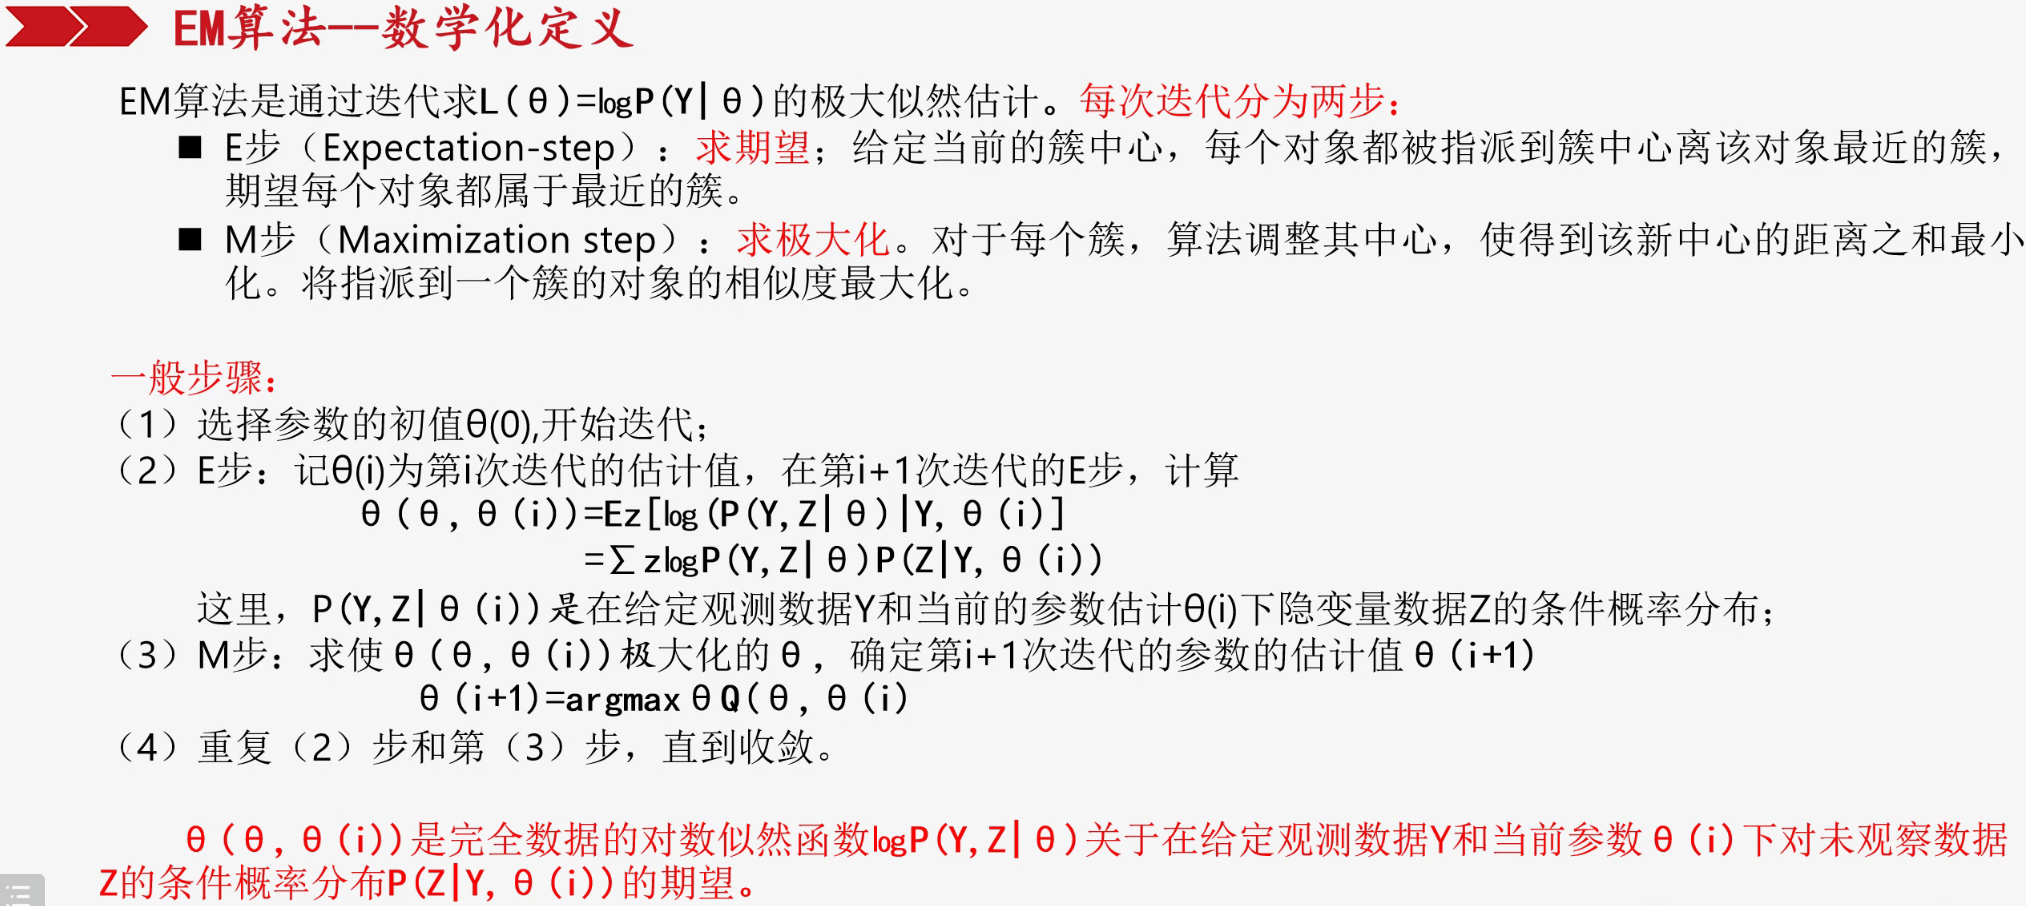 EM算法--数学化定义
EM算法是通过迭代求L(θ)=logP(Y|θ)的极大似然估计。每次迭代分为两步：
■ E步（Expectation-step）：求期望；给定当前的簇中心，每个对象都被指派到簇中心离该对象最近的簇，
期望每个对象都属于最近的簇。
■ M步（Maximization step）：求极大化。对于每个簇，算法调整其中心，使得到该新中心的距离之和最小
化。将指派到一个簇的对象的相似度最大化。
一般步骤：
（1）选择参数的初值θ(0),开始迭代；
（2）E步：记θ(i)为第i次迭代的估计值，在第i+1次迭代的E步，计算
θ(θ,θ(i))=Ez[log(P(Y,Z|θ)|Y,θ(i)]
=∑zlogP(Y,Z|θ)P(Z|Y,θ(i))
这里，P(Y,Z|θ(i))是在给定观测数据Y和当前的参数估计θ(i)下隐变量数据Z的条件概率分布；
（3）M步：求使θ(θ,θ(i))极大化的θ，确定第i+1次迭代的参数的估计值θ(i+1)
θ(i+1)=argmaxθQ(θ,θ(i)
（4）重复（2）步和第（3）步，直到收敛。
θ(θ,θ(i))是完全数据的对数似然函数logP(Y,Z|θ)关于在给定观测数据Y和当前参数θ(i)下对未观察数据
Z的条件概率分布P(Z|Y,θ(i))的期望。